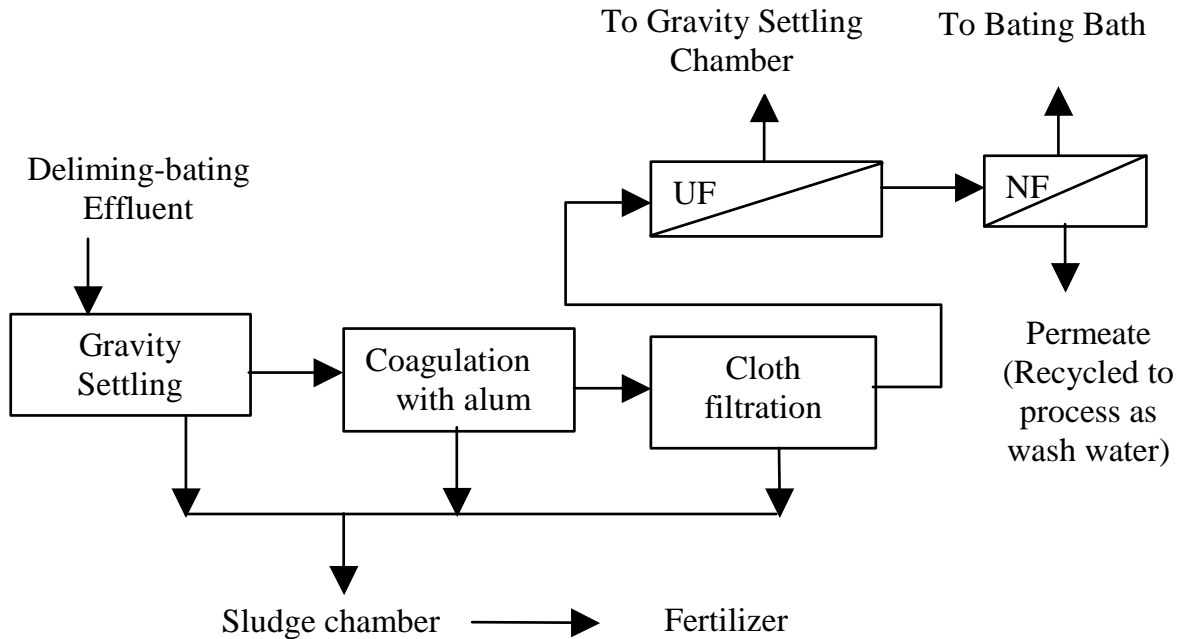 To Gravity Settling
Chamber
To Bating Bath
Deliming-bating
Effluent
UF
NF
Gravity
Settling
Coagulation
with alum
Cloth
filtration
Permeate
(Recycled to
process as
wash water)
Sludge chamber
Fertilizer